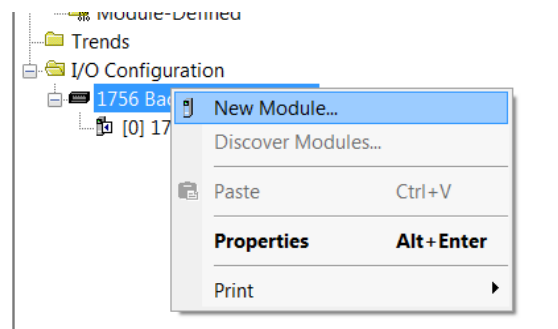 Module-Defined
Trends
I/O Configuration
1756 Bac
New Module...
[0] 17
Discover Modules...
Paste Ctrl+V
Properties Alt+Enter
Print